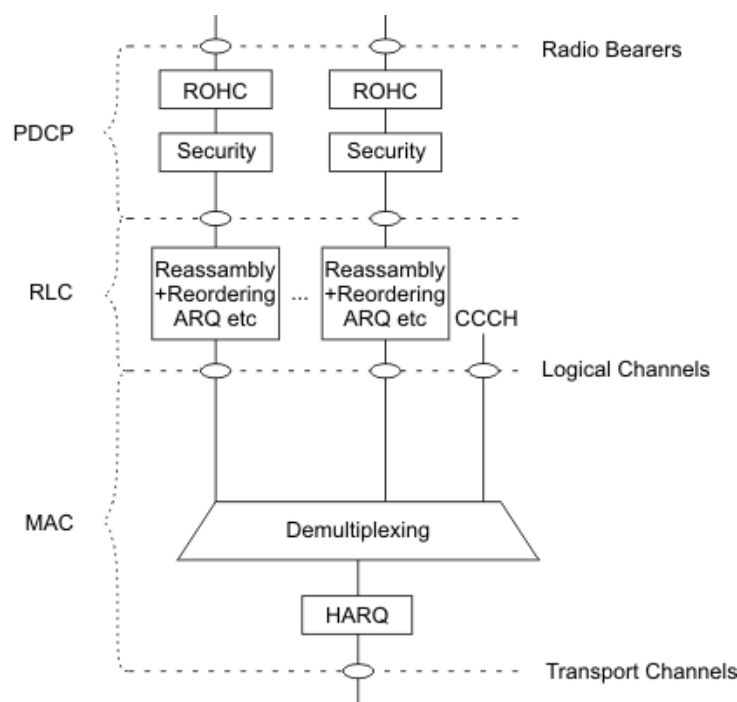 Radio Bearers
ROHC
ROHC
PDCP
Security
Security
Reassambly
+Reordering
ARQ etc
...
Reassambly
+Reordering
ARQ etc
RLC
CCCH
Logical Channels
MAC
Demultiplexing
HARQ
Transport Channels